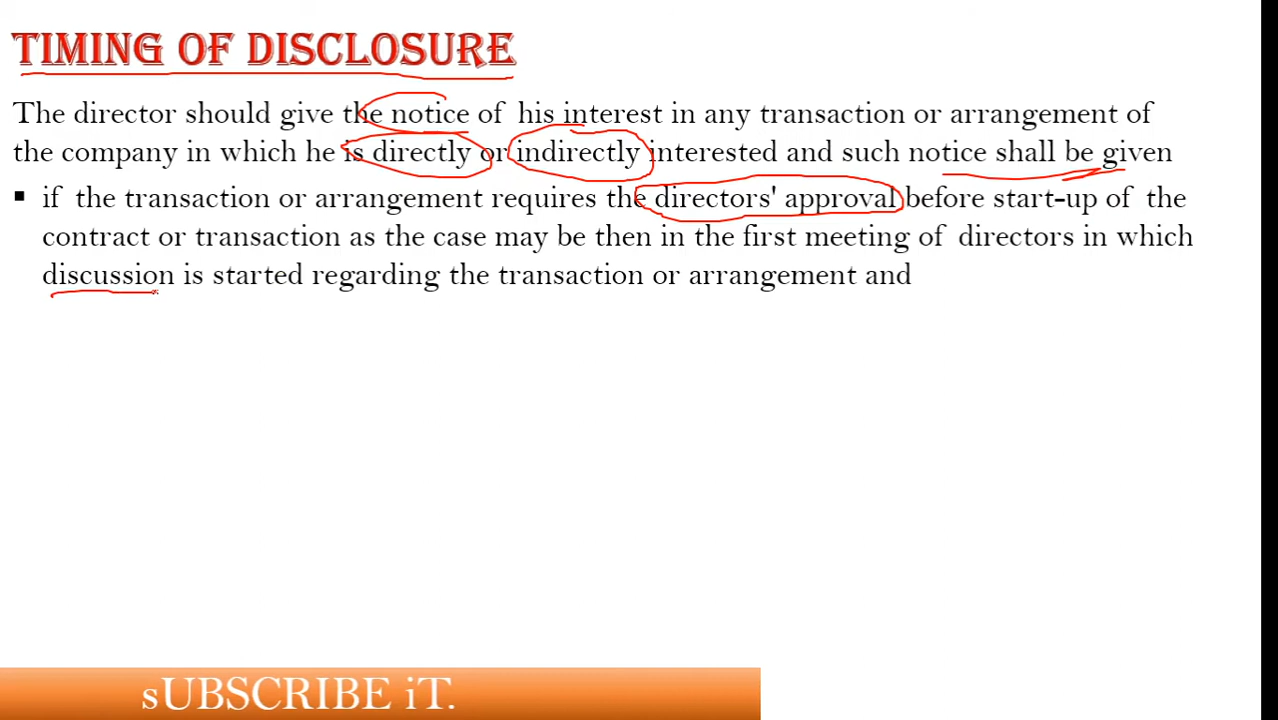 TIMING OF DISCLOSURE
The director should give the notice of his interest in any transaction or arrangement of
the company in which he is directly or indirectly interested and such notice shall be given
▪ if the transaction or arrangement requires the directors' approval before start-up of the
contract or transaction as the case may be then in the first meeting of directors in which
discussion is started regarding the transaction or arrangement and
sUBSCRIBE iT.